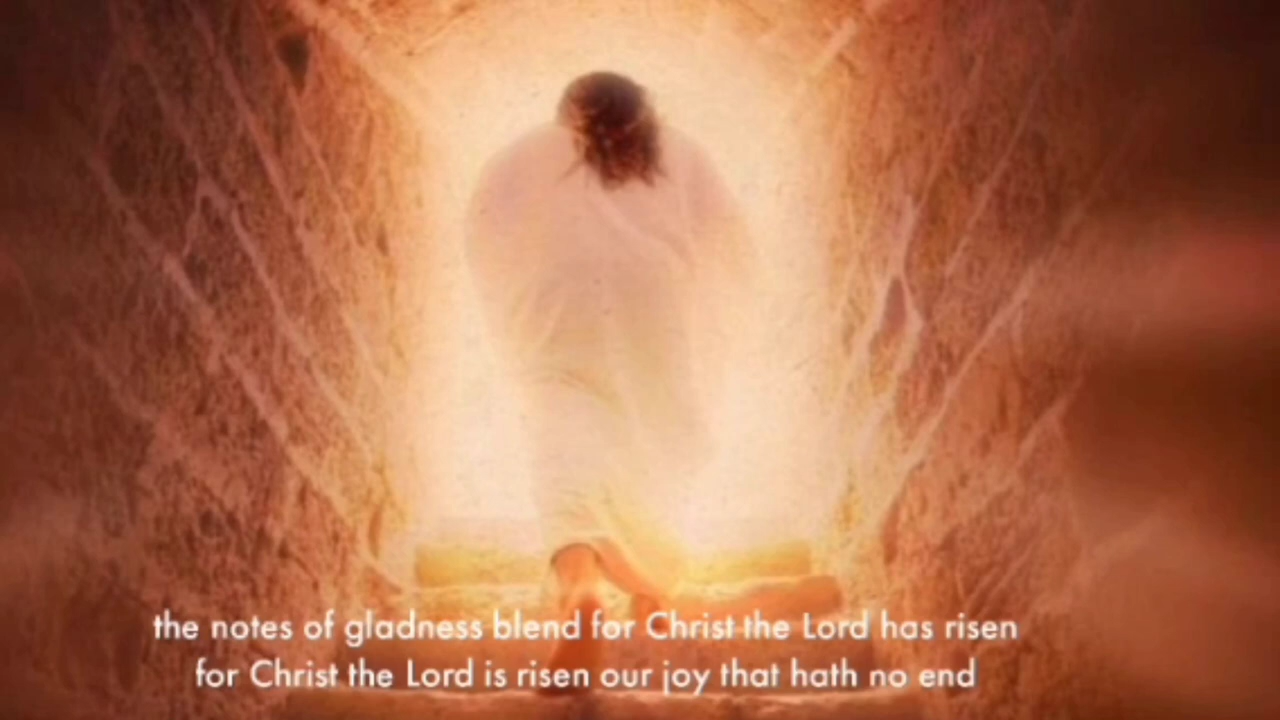 the notes of gladness blend for Christ the Lord has risen
for Christ the Lord is risen our joy that hath no end